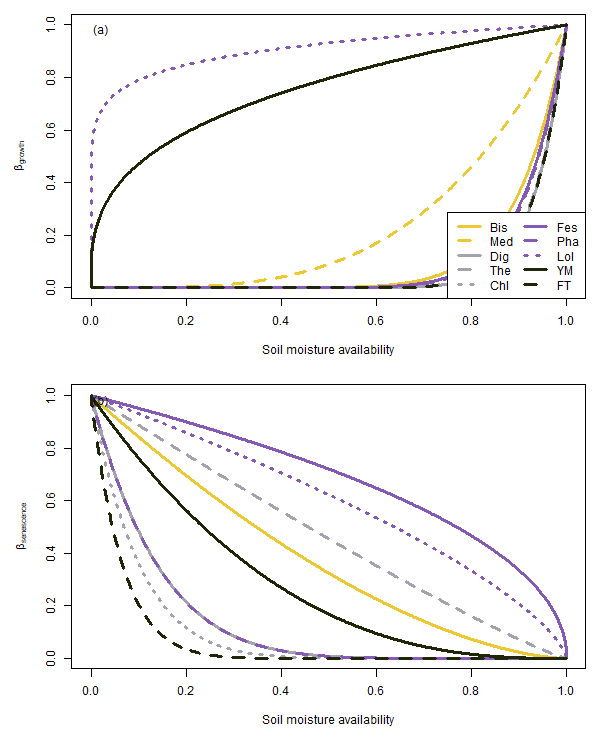 (a)
1.0
0.8
0.6
0.4
0.2
0.0
βgrowth
Bis Fes
Med Pha
Dig Lol
The YM
Chl FT
0.0 0.2 0.4 0.6 0.8 1.0
Soil moisture availability
(b)
1.0
0.8
0.6
0.4
0.2
0.0
βsenescence
0.0 0.2 0.4 0.6 0.8 1.0
Soil moisture availability